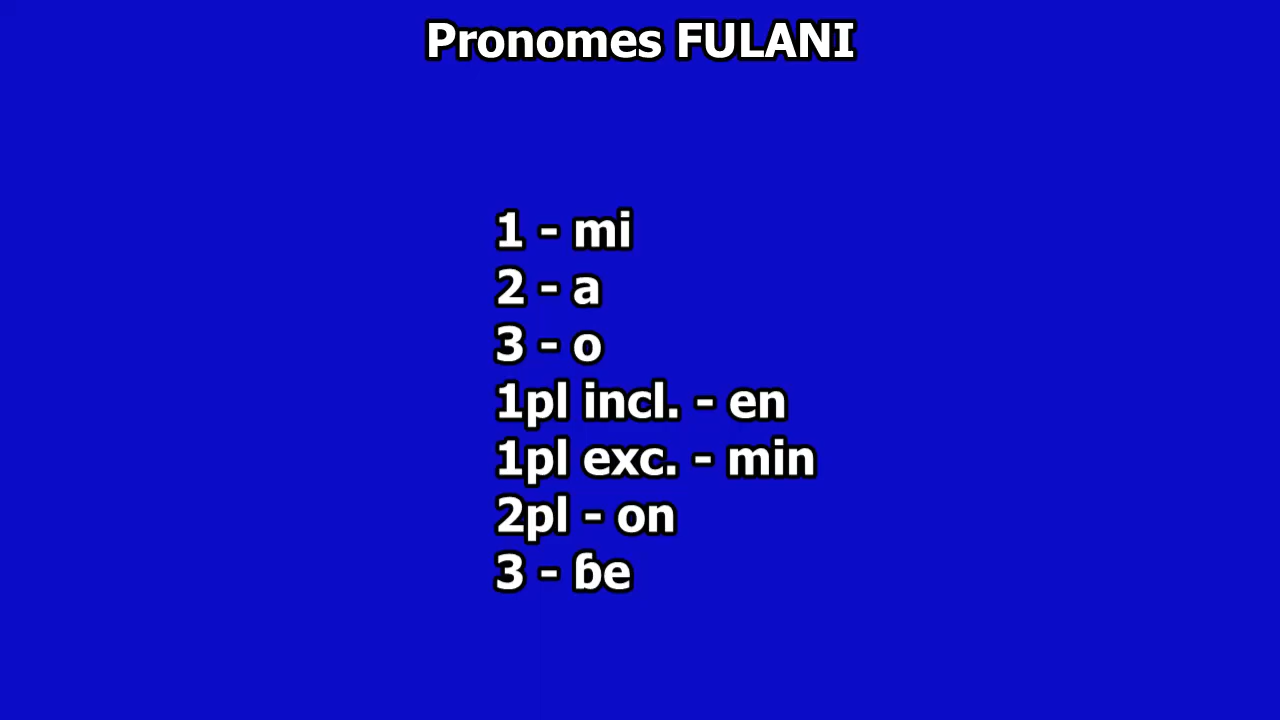 Pronomes FULANI
1 - mi
2 - a
3 - o
1pl incl. - en
1pl exc. - min
2pl - on
3 - ɓe